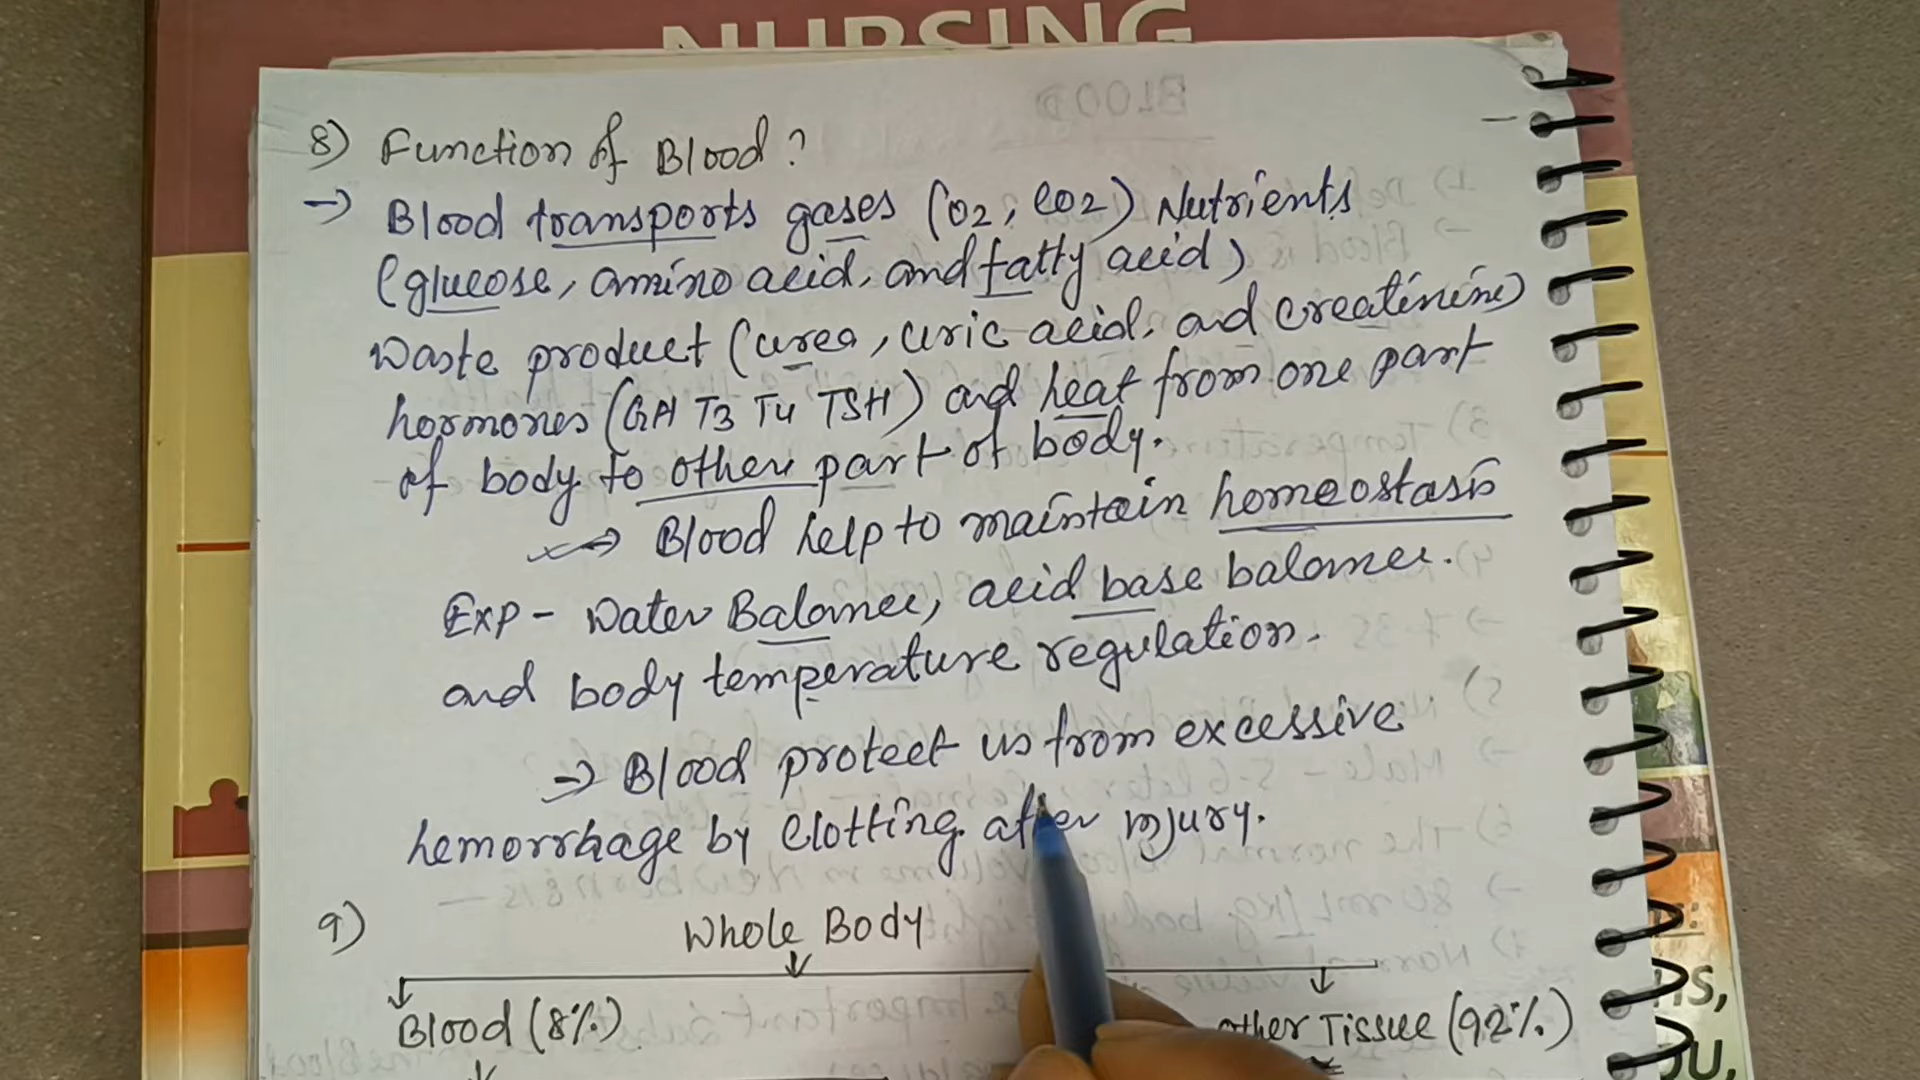 NURSING
8) Function of Blood?
→ Blood transports gases (O2, CO2) Nutrients
(glucose, amino acid, and fatty acid)
Waste product (urea, uric acid, and creatinine)
hormones (GH T3 T4 TSH) and heat from one part
of body to other part of body.
→ Blood help to maintain homeostasis
Exp - Water Balance, acid base balance.
and body temperature regulation.
→ Blood protect us from excessive
hemorrhage by clotting after injury.
9) Whole Body
Blood (8%) other Tissue (92%)